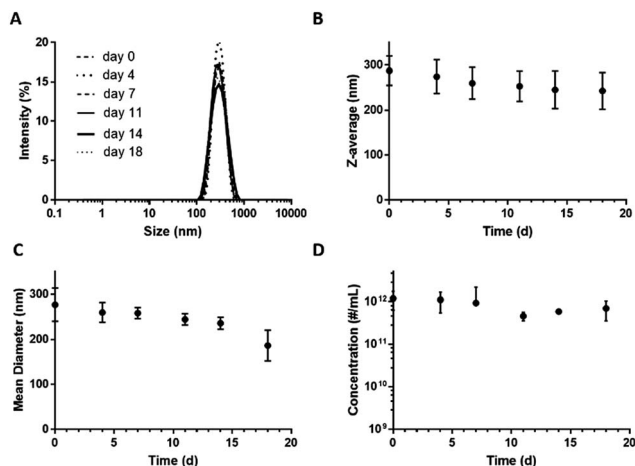 A
20
15
10
5
0
Intensity (%)
day 0
day 4
day 7
day 11
day 14
day 18
0.1 1 10 100 1000 10000
Size (nm)
B
300
200
100
0
Z-average (nm)
0 5 10 15 20
Time (d)
C
300
200
100
0
Mean Diameter (nm)
0 5 10 15 20
Time (d)
D
10¹²
10¹¹
10¹⁰
10⁹
Concentration (#/mL)
0 5 10 15 20
Time (d)